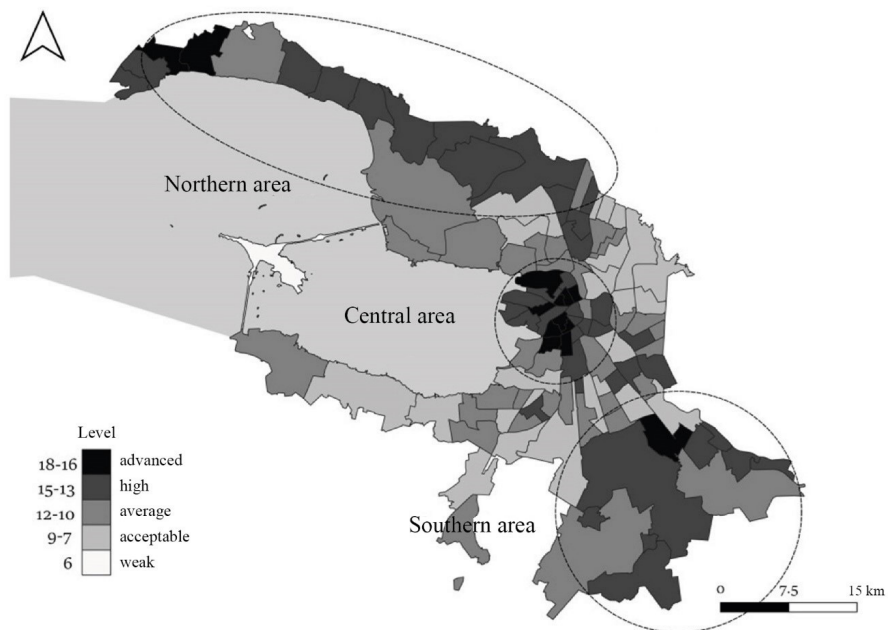 Northern area
Central area
Southern area
Level
18-16 advanced
15-13 high
12-10 average
9-7 acceptable
6 weak
0 7.5 15 km